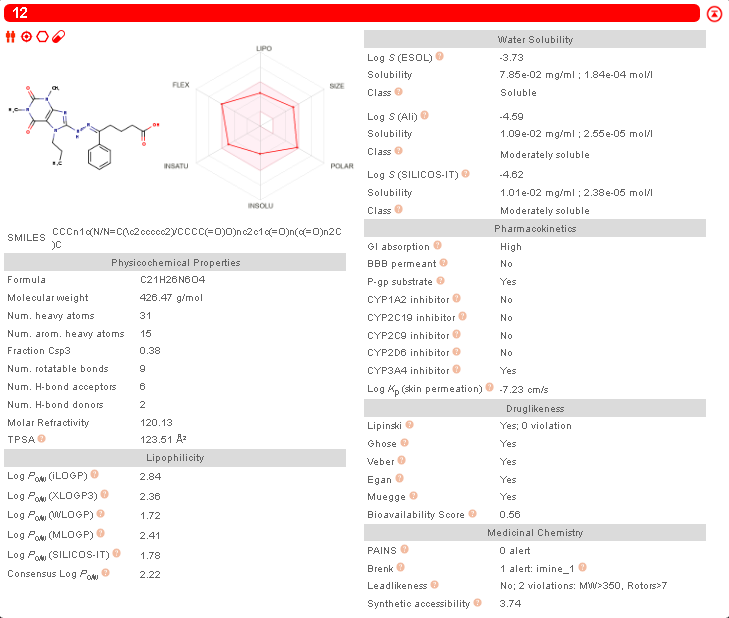 12
LIPO
FLEX
SIZE
INSATU
POLAR
INSOLU
SMILES CCCn1c(N/N=C(\c2ccccc2)/CCCC(=O)O)nc2c1c(=O)n(c(=O)n2C
)C
Physicochemical Properties
Formula C21H26N6O4
Molecular weight 426.47 g/mol
Num. heavy atoms 31
Num. arom. heavy atoms 15
Fraction Csp3 0.38
Num. rotatable bonds 9
Num. H-bond acceptors 6
Num. H-bond donors 2
Molar Refractivity 120.13
TPSA ? 123.51 Å²
Lipophilicity
Log Po/w (iLOGP) ? 2.84
Log Po/w (XLOGP3) ? 2.36
Log Po/w (WLOGP) ? 1.72
Log Po/w (MLOGP) ? 2.41
Log Po/w (SILICOS-IT) ? 1.78
Consensus Log Po/w ? 2.22
Water Solubility
Log S (ESOL) ? -3.73
Solubility 7.85e-02 mg/ml ; 1.84e-04 mol/l
Class ? Soluble
Log S (Ali) ? -4.59
Solubility 1.09e-02 mg/ml ; 2.55e-05 mol/l
Class ? Moderately soluble
Log S (SILICOS-IT) ? -4.62
Solubility 1.01e-02 mg/ml ; 2.38e-05 mol/l
Class ? Moderately soluble
Pharmacokinetics
GI absorption ? High
BBB permeant ? No
P-gp substrate ? Yes
CYP1A2 inhibitor ? No
CYP2C19 inhibitor ? No
CYP2C9 inhibitor ? No
CYP2D6 inhibitor ? No
CYP3A4 inhibitor ? Yes
Log Kp (skin permeation) ? -7.23 cm/s
Druglikeness
Lipinski ? Yes; 0 violation
Ghose ? Yes
Veber ? Yes
Egan ? Yes
Muegge ? Yes
Bioavailability Score ? 0.56
Medicinal Chemistry
PAINS ? 0 alert
Brenk ? 1 alert: imine_1 ?
Leadlikeness ? No; 2 violations: MW>350, Rotors>7
Synthetic accessibility ? 3.74